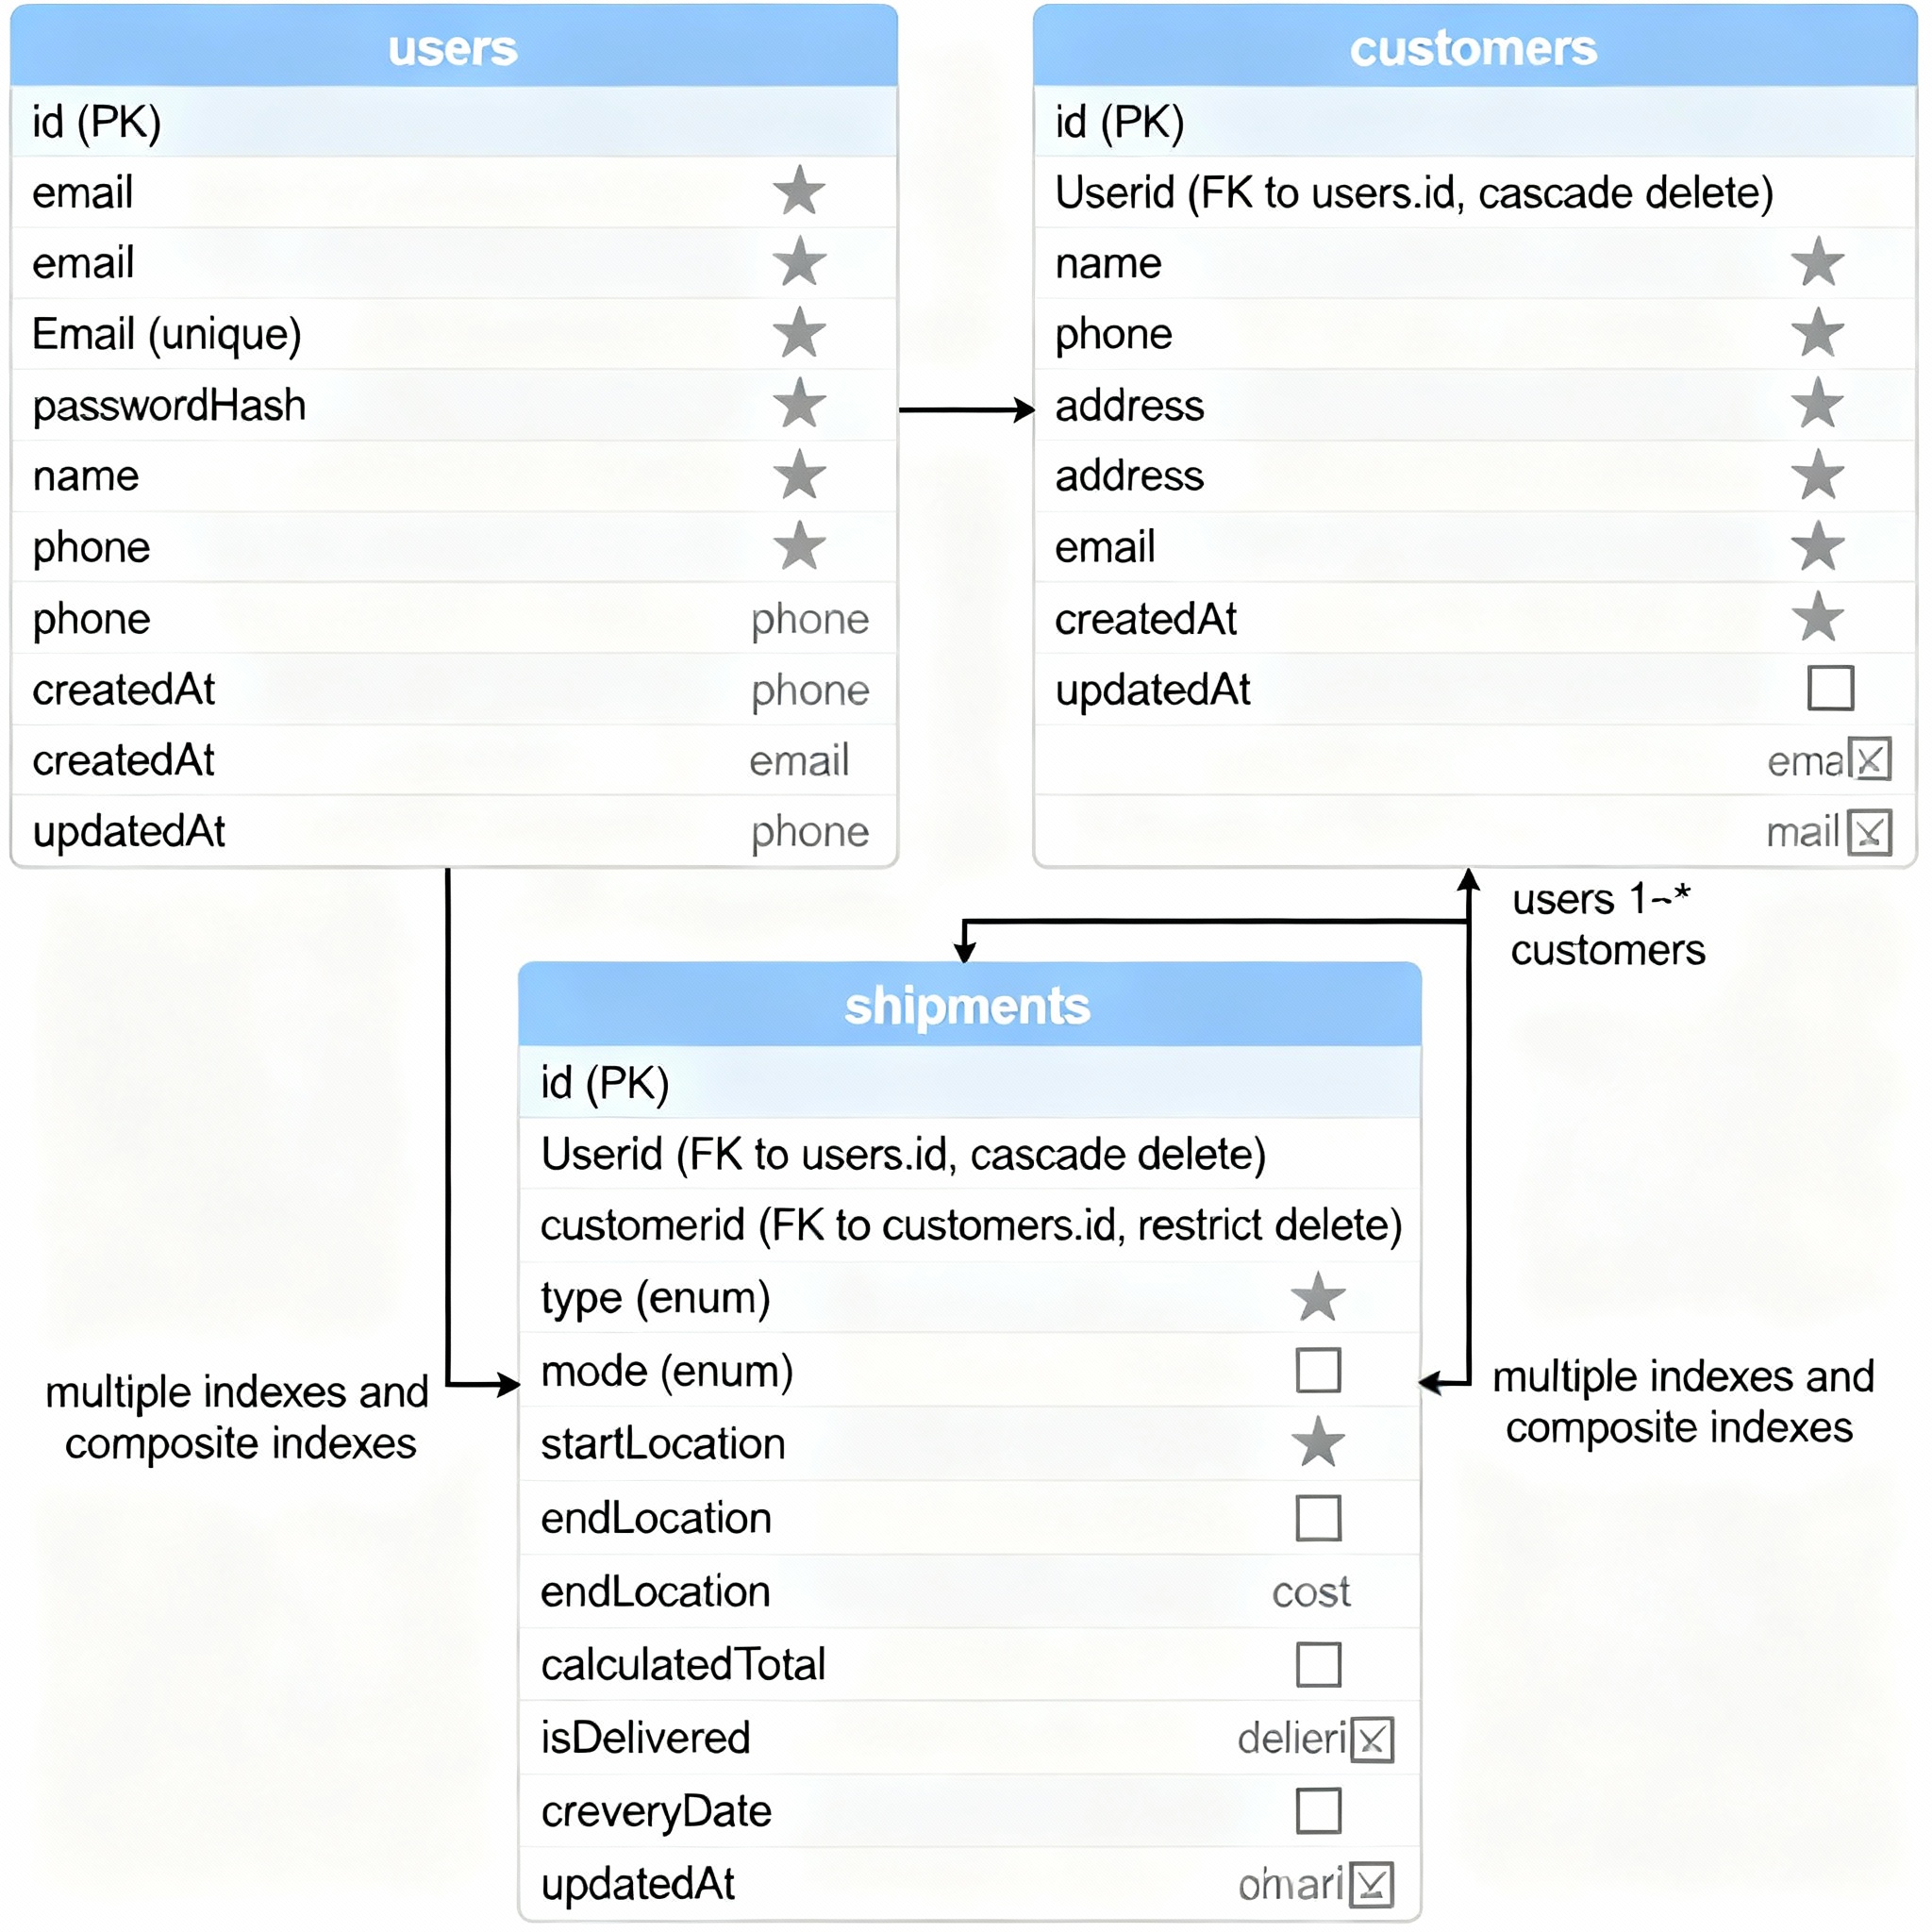 users
id (PK)
email
email
Email (unique)
passwordHash
name
phone
phone phone
createdAt phone
createdAt email
updatedAt phone
customers
id (PK)
Userid (FK to users.id, cascade delete)
name
phone
address
address
email
createdAt
updatedAt
ema
mail
users 1~*
customers
shipments
id (PK)
Userid (FK to users.id, cascade delete)
customerid (FK to customers.id, restrict delete)
type (enum)
mode (enum)
startLocation
endLocation
endLocation cost
calculatedTotal
isDelivered delieri
creveryDate
updatedAt omari
multiple indexes and
composite indexes
multiple indexes and
composite indexes